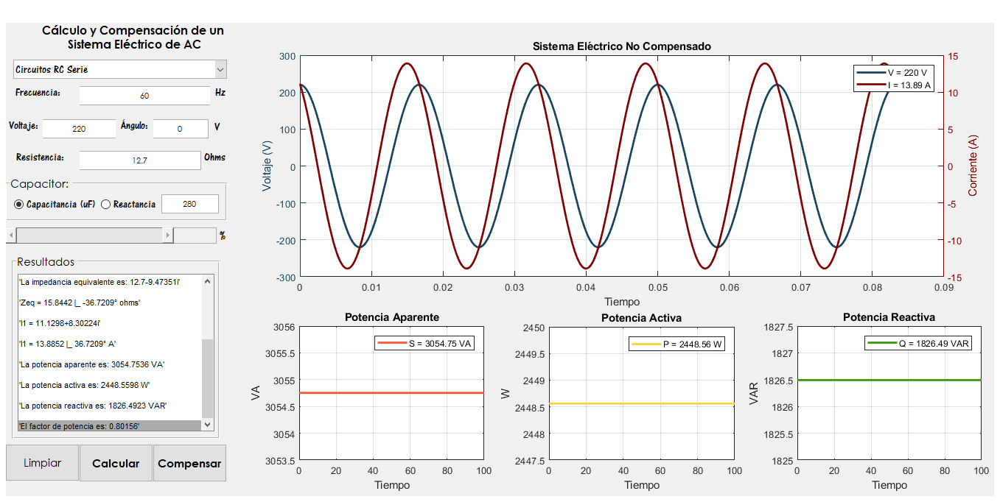 Cálculo y Compensación de un
Sistema Eléctrico de AC
Circuitos RC Serie
Frecuencia: 60 Hz
Voltaje: 220 Ángulo: 0 V
Resistencia: 12.7 Ohms
Capacitor:
Capacitancia (uF) Reactancia 280
%
Resultados
'La impedancia equivalente es: 12.7-9.47351i'
'Zeq = 15.8442 |_ -36.7209° ohms'
'I1 = 11.1298+8.30224i'
'I1 = 13.8852 |_ 36.7209° A'
'La potencia aparente es: 3054.7536 VA'
'La potencia activa es: 2448.5598 W'
'La potencia reactiva es: 1826.4923 VAR'
'El factor de potencia es: 0.80156'
Limpiar Calcular Compensar
Sistema Eléctrico No Compensado
300
200
100
0
-100
-200
-300
Voltaje (V)
V = 220 V
I = 13.89 A
15
10
5
0
-5
-10
-15
Corriente (A)
0 0.01 0.02 0.03 0.04 0.05 0.06 0.07 0.08 0.09
Tiempo
Potencia Aparente
3056
3055.5
3055
3054.5
3054
3053.5
VA
S = 3054.75 VA
0 20 40 60 80 100
Tiempo
Potencia Activa
2450
2449.5
2449
2448.5
2448
2447.5
W
P = 2448.56 W
0 20 40 60 80 100
Tiempo
Potencia Reactiva
1827.5
1827
1826.5
1826
1825.5
1825
VAR
Q = 1826.49 VAR
0 20 40 60 80 100
Tiempo